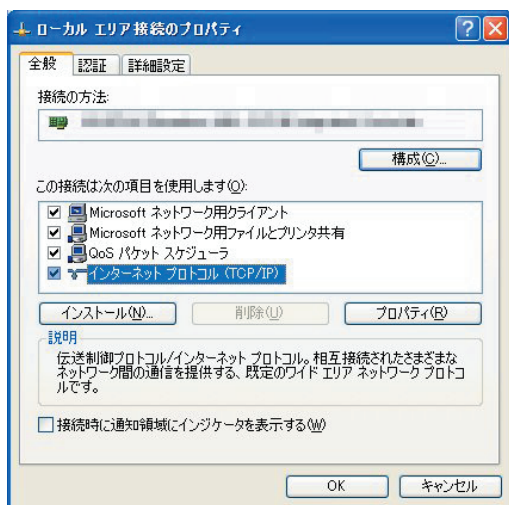 ローカル エリア接続のプロパティ
全般 認証 詳細設定
接続の方法:
構成(C)...
この接続は次の項目を使用します(O):
Microsoft ネットワーク用クライアント
Microsoft ネットワーク用ファイルとプリンタ共有
QoS パケット スケジューラ
インターネット プロトコル (TCP/IP)
インストール(N)... 削除(U) プロパティ(R)
説明
伝送制御プロトコル/インターネット プロトコル。相互接続されたさまざまな
ネットワーク間の通信を提供する、既定のワイド エリア ネットワーク プロトコ
ルです。
接続時に通知領域にインジケータを表示する(W)
OK キャンセル